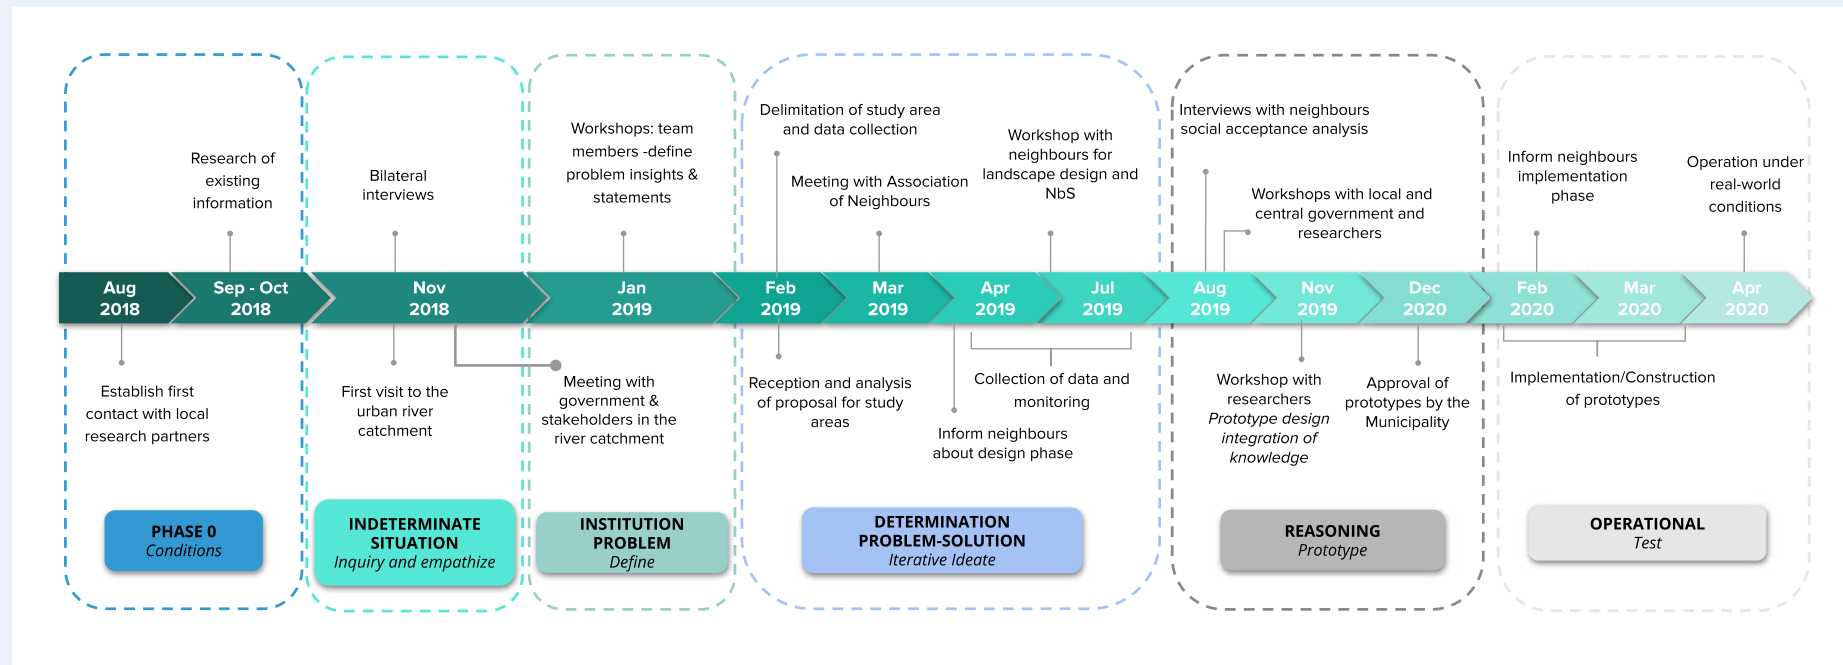 Research of
existing
information
Bilateral
interviews
Workshops: team
members -define
problem insights &
statements
Delimitation of study area
and data collection
Meeting with Association
of Neighbours
Workshop with
neighbours for
landscape design and
NbS
Interviews with neighbours
social acceptance analysis
Workshops with local and
central government and
researchers
Inform neighbours
implementation
phase
Operation under
real-world
conditions
Aug
2018
Sep - Oct
2018
Nov
2018
Jan
2019
Feb
2019
Mar
2019
Apr
2019
Jul
2019
Aug
2019
Nov
2019
Dec
2020
Feb
2020
Mar
2020
Apr
2020
Establish first
contact with local
research partners
First visit to the
urban river
catchment
Meeting with
government &
stakeholders in the
river catchment
Reception and analysis
of proposal for study
areas
Inform neighbours
about design phase
Collection of data and
monitoring
Workshop with
researchers
Prototype design
integration of
knowledge
Approval of
prototypes by the
Municipality
Implementation/Construction
of prototypes
PHASE 0
Conditions
INDETERMINATE
SITUATION
Inquiry and empathize
INSTITUTION
PROBLEM
Define
DETERMINATION
PROBLEM-SOLUTION
Iterative Ideate
REASONING
Prototype
OPERATIONAL
Test